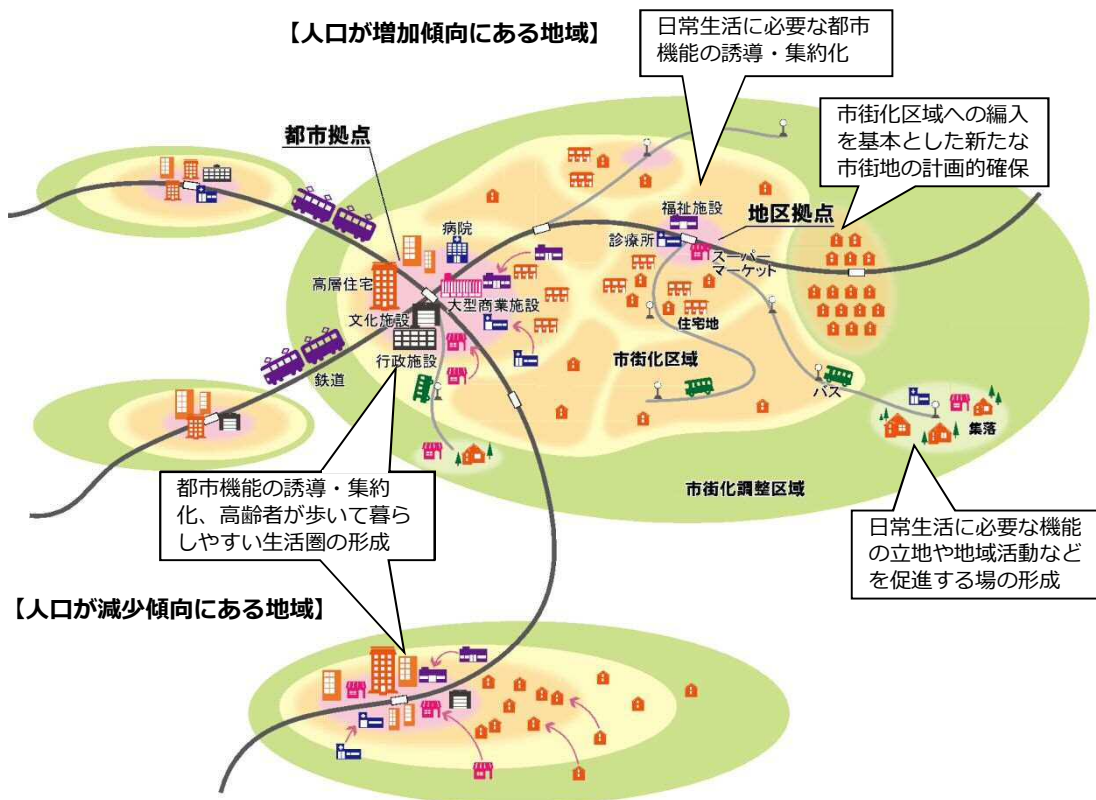 【人口が増加傾向にある地域】
日常生活に必要な都市
機能の誘導・集約化
市街化区域への編入
を基本とした新たな
市街地の計画的確保
都市拠点
病院
福祉施設
地区拠点
診療所
スーパー
マーケット
高層住宅
大型商業施設
文化施設
住宅地
行政施設
市街化区域
鉄道
バス
集落
市街化調整区域
都市機能の誘導・集約
化、高齢者が歩いて暮ら
しやすい生活圏の形成
日常生活に必要な機能
の立地や地域活動など
を促進する場の形成
【人口が減少傾向にある地域】